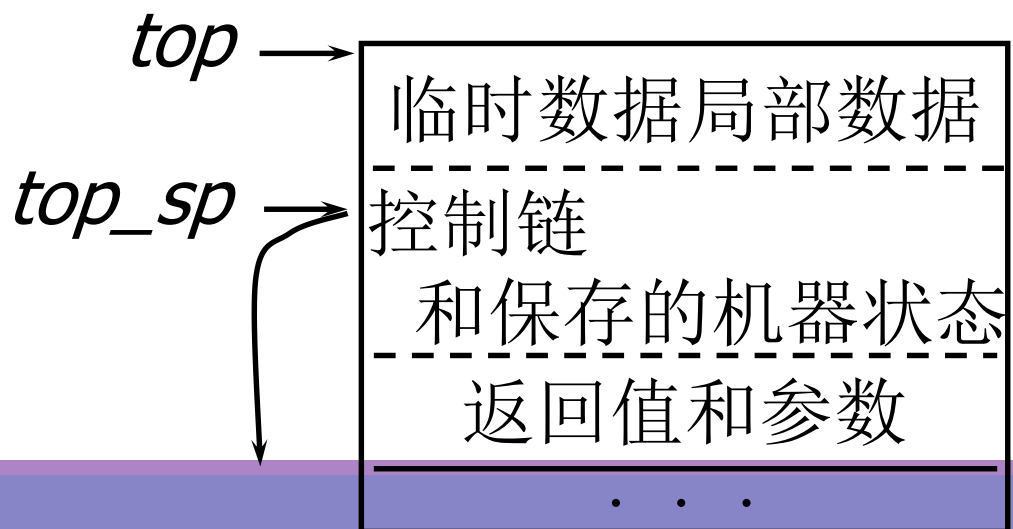 top
临时数据局部数据
top_sp
控制链
和保存的机器状态
返回值和参数
. . .